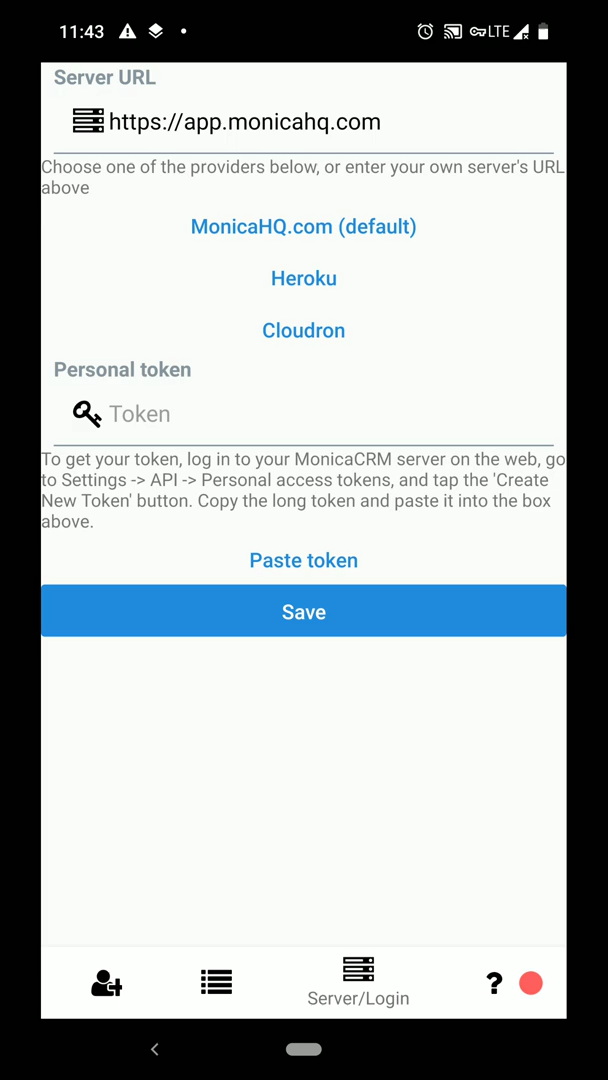 11:43
LTE
Server URL
https://app.monicahq.com
Choose one of the providers below, or enter your own server's URL
above
MonicaHQ.com (default)
Heroku
Cloudron
Personal token
Token
To get your token, log in to your MonicaCRM server on the web, go
to Settings -> API -> Personal access tokens, and tap the 'Create
New Token' button. Copy the long token and paste it into the box
above.
Paste token
Save
Server/Login
?